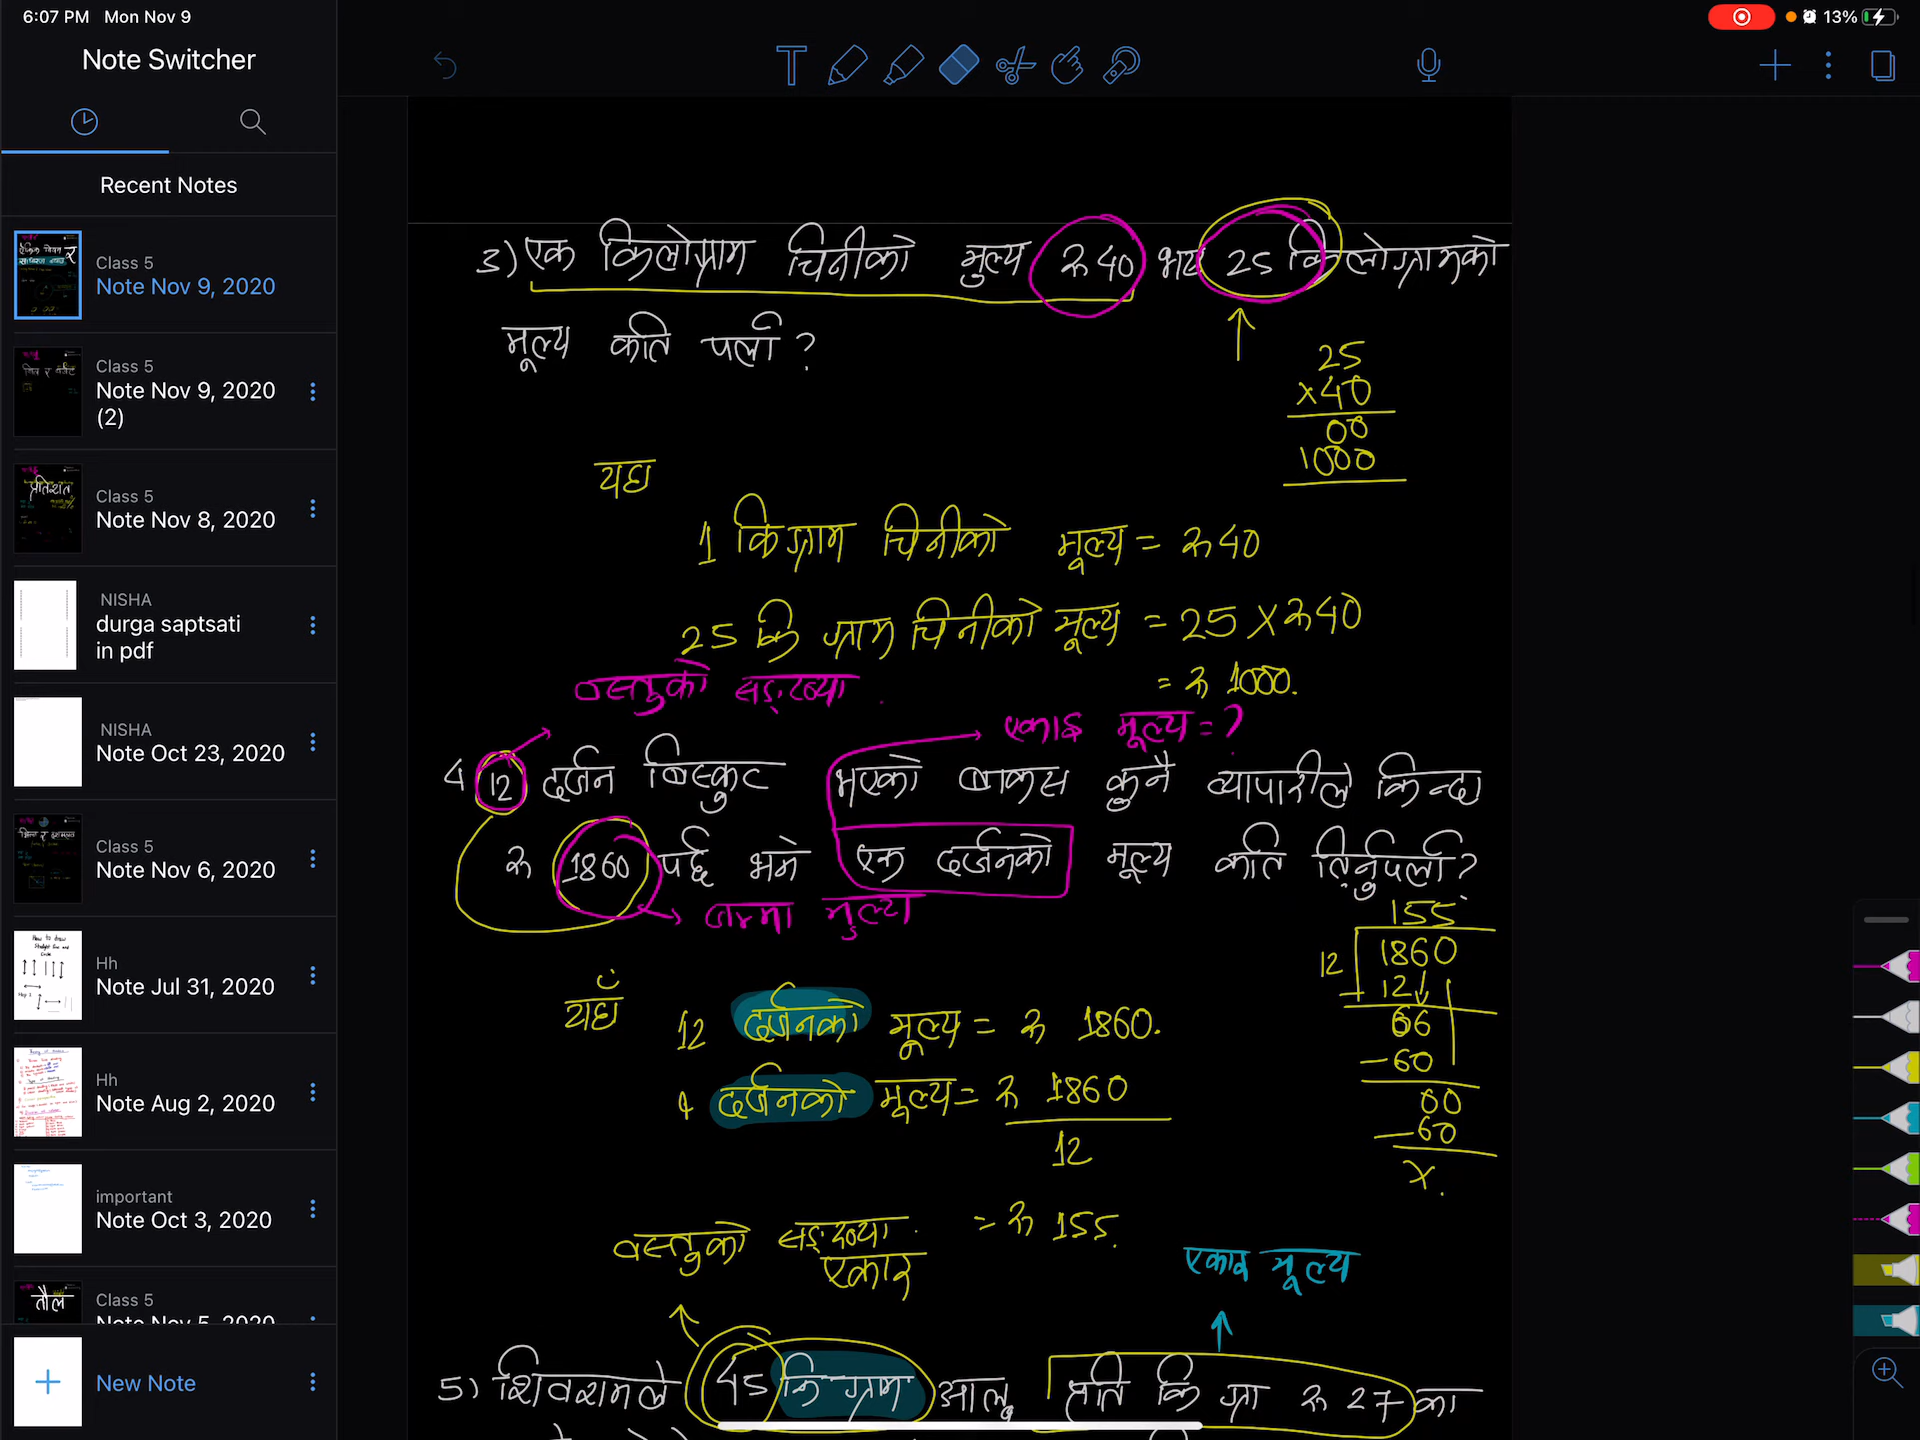 6:07 PM Mon Nov 9
13%
Note Switcher
Recent Notes
Class 5
Note Nov 9, 2020
Class 5
Note Nov 9, 2020
(2)
Class 5
Note Nov 8, 2020
NISHA
durga saptsati
in pdf
NISHA
Note Oct 23, 2020
Class 5
Note Nov 6, 2020
Hh
Note Jul 31, 2020
Hh
Note Aug 2, 2020
important
Note Oct 3, 2020
Class 5
Note Nov 5, 2020
New Note
3) एक किलोग्राम चिनीको मुल्य रु 40 भए 25 किलोग्रामको
मूल्य कति पर्ला ?
25
×40
00
1000
यहा
1 कि ग्राम चिनीको मूल्य = रु 40
25 कि ग्राम चिनीको मूल्य = 25 × रु 40
= रु 1000.
वस्तुको सङ्ख्या
एकाइ मूल्य = ?
4 12 दर्जन बिस्कुट भएको बाकस कुनै व्यापारीले किन्दा
रु 1860 पर्छ भने एक दर्जनको मूल्य कति तिर्नुपर्ला ?
जम्मा मुल्य
155
12 1860
12
66
-60
60
-60
x.
यहाँ
12 दर्जनको मूल्य = रु 1860.
1 दर्जनको मूल्य = रु 1860
12
= रु 155.
वस्तुको सङ्ख्या
एकाइ मूल्य
5) शिवरामले 45 कि ग्राम आलु प्रति कि ग्रा रु 27 का